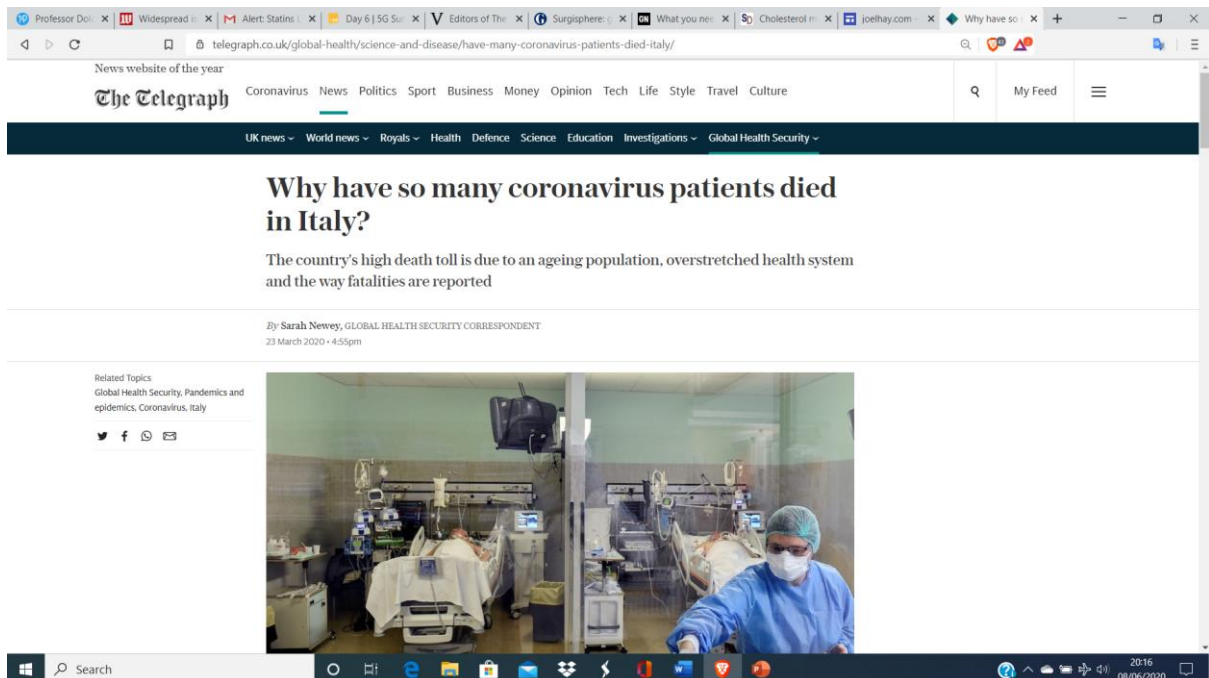 Professor Dol
Widespread i
Alert: Statins L
Day 6 | 5G Su
Editors of The
Surgisphere: g
What you nee
Cholesterol m
joelhay.com -
Why have so
telegraph.co.uk/global-health/science-and-disease/have-many-coronavirus-patients-died-italy/
News website of the year
The Telegraph
Coronavirus News Politics Sport Business Money Opinion Tech Life Style Travel Culture
My Feed
UK news World news Royals Health Defence Science Education Investigations Global Health Security
Why have so many coronavirus patients died
in Italy?
The country's high death toll is due to an ageing population, overstretched health system
and the way fatalities are reported
By Sarah Newey, GLOBAL HEALTH SECURITY CORRESPONDENT
23 March 2020 • 4:55pm
Related Topics
Global Health Security, Pandemics and
epidemics, Coronavirus, Italy
Search
20:16
08/06/2020